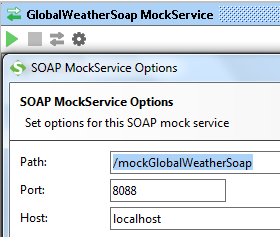 GlobalWeatherSoap MockService
SOAP MockService Options
SOAP MockService Options
Set options for this SOAP mock service
Path: /mockGlobalWeatherSoap
Port: 8088
Host: localhost